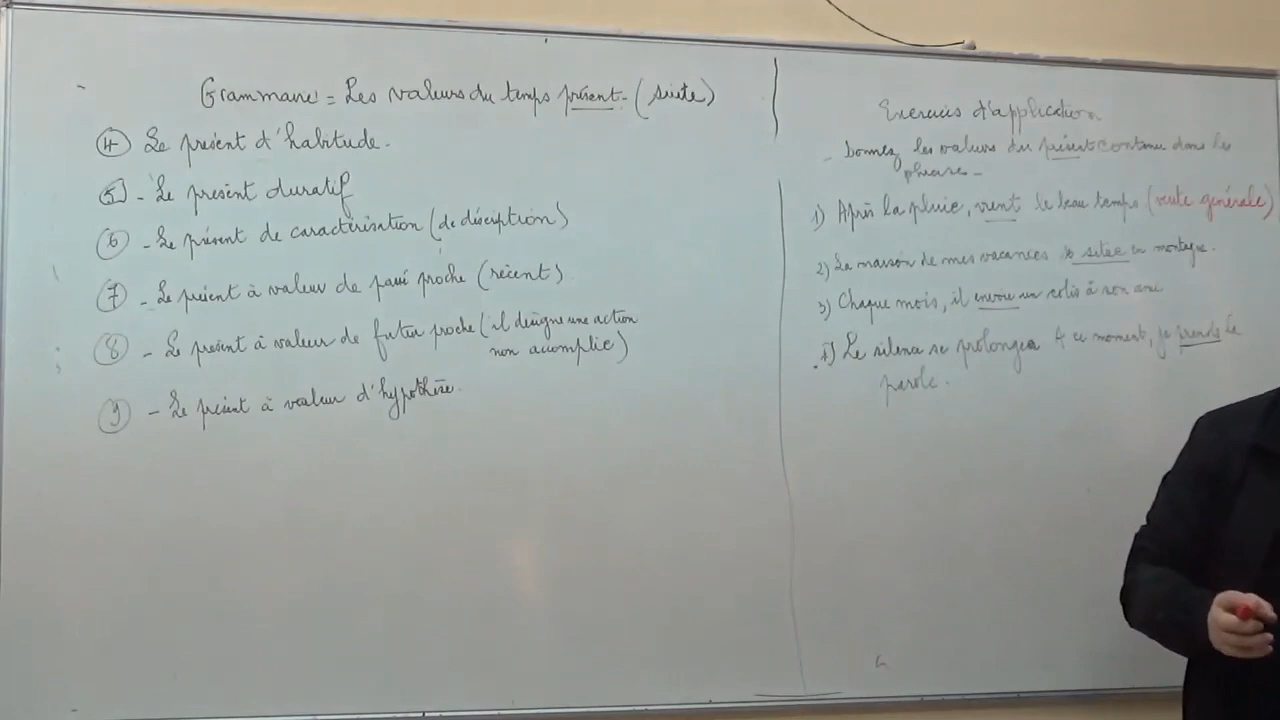 Grammaire = Les valeurs du temps présent - (suite)
④ Le présent d'habitude.
⑤ - Le présent duratif
⑥ - Le présent de caractérisation (de déscription)
⑦ - Le présent à valeur de passé proche (récent)
⑧ - Le présent à valeur de futur proche (il désigne une action
non acomplie)
⑨ - Le présent à valeur d'hypothèse.
Exercices d'application
- Donnez les valeurs du présent contenu dans les
phrases -
1) Après la pluie, vient le beau temps (verité générale)
2) La maison de mes vacances se situe en montagne.
3) Chaque mois, il envoie un colis à son ami
4) Le silence se prolongea A ce moment, je prends la
parole.